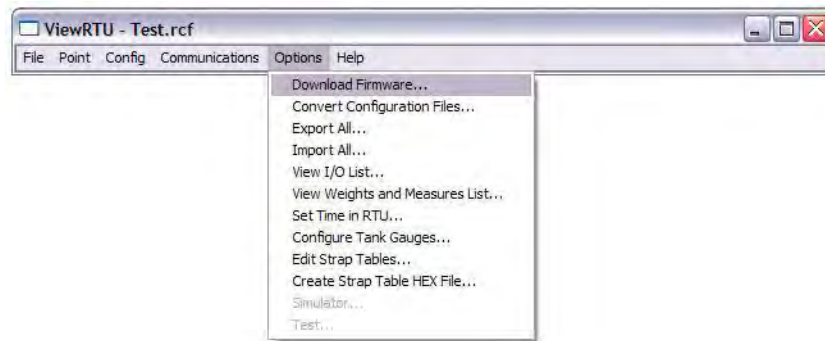 ViewRTU - Test.rcf
File Point Config Communications Options Help
Download Firmware...
Convert Configuration Files...
Export All...
Import All...
View I/O List...
View Weights and Measures List...
Set Time in RTU...
Configure Tank Gauges...
Edit Strap Tables...
Create Strap Table HEX File...
Simulator...
Test...